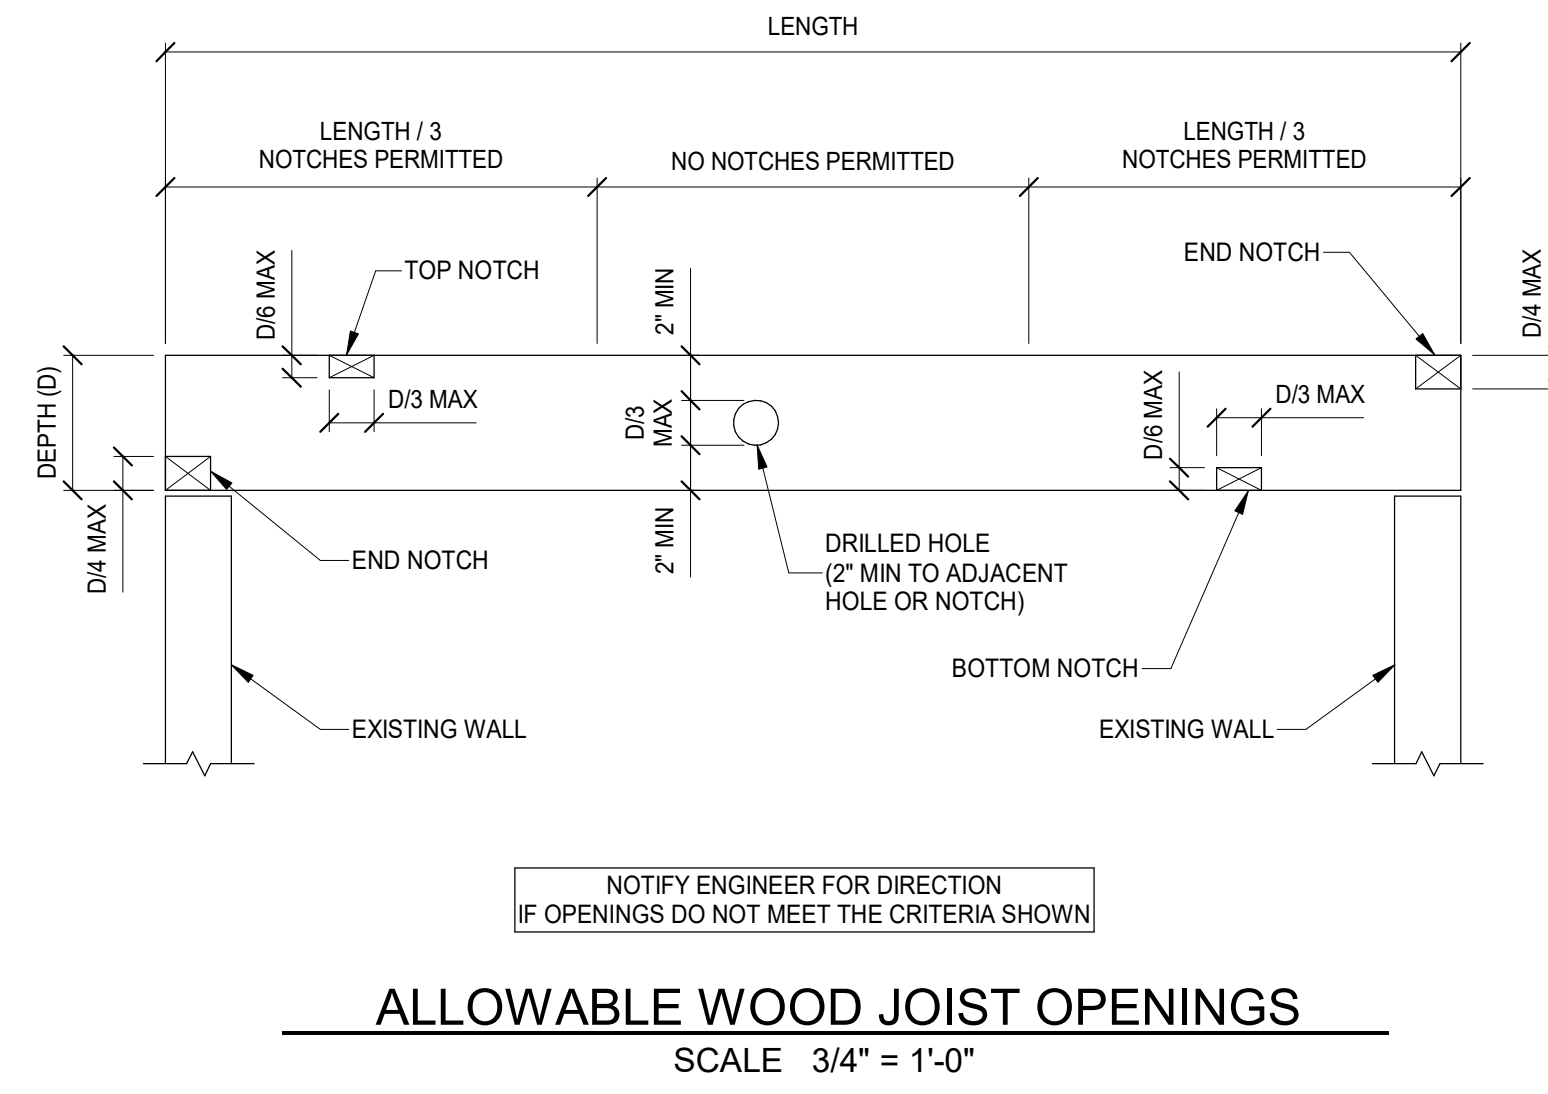 LENGTH
LENGTH / 3
NOTCHES PERMITTED
NO NOTCHES PERMITTED
LENGTH / 3
NOTCHES PERMITTED
D/6 MAX
TOP NOTCH
2" MIN
END NOTCH
D/4 MAX
DEPTH (D)
D/3 MAX
D/3
MAX
D/6 MAX
D/3 MAX
D/4 MAX
END NOTCH
2" MIN
DRILLED HOLE
(2" MIN TO ADJACENT
HOLE OR NOTCH)
BOTTOM NOTCH
EXISTING WALL
EXISTING WALL
NOTIFY ENGINEER FOR DIRECTION
IF OPENINGS DO NOT MEET THE CRITERIA SHOWN
ALLOWABLE WOOD JOIST OPENINGS
SCALE 3/4" = 1'-0"